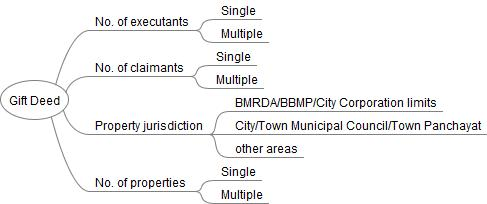 Gift Deed
No. of executants
Single
Multiple
No. of claimants
Single
Multiple
Property jurisdiction
BMRDA/BBMP/City Corporation limits
City/Town Municipal Council/Town Panchayat
other areas
No. of properties
Single
Multiple